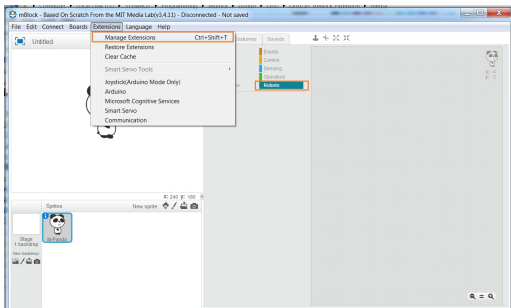 mBlock - Based On Scratch From the MIT Media Lab(v3.4.11) - Disconnected - Not saved
File Edit Connect Boards Extensions Language Help
Untitled
Manage Extensions Ctrl+Shift+T
Restore Extensions
Clear Cache
Smart Servo Tools
Joystick(Arduino Mode Only)
Arduino
Microsoft Cognitive Services
Smart Servo
Communication
ostumes Sounds
Events
Control
Sensing
Operators
Robots
X: 240 Y: 180
Sprites New sprite:
Stage
1 backdrop
New backdrop:
M-Panda